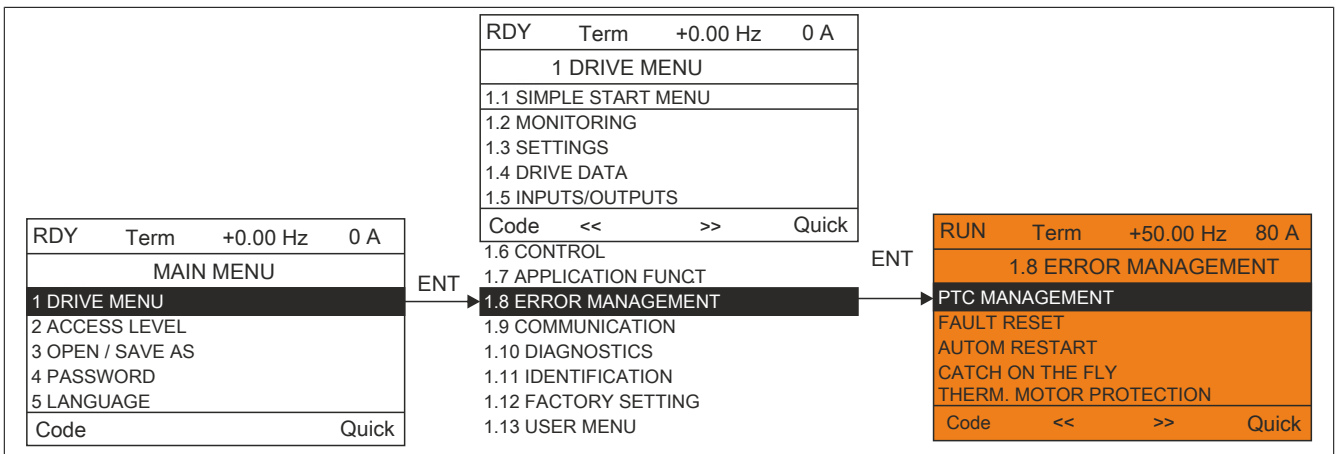 RDY Term +0.00 Hz 0 A
MAIN MENU
1 DRIVE MENU
2 ACCESS LEVEL
3 OPEN / SAVE AS
4 PASSWORD
5 LANGUAGE
Code Quick
ENT
RDY Term +0.00 Hz 0 A
1 DRIVE MENU
1.1 SIMPLE START MENU
1.2 MONITORING
1.3 SETTINGS
1.4 DRIVE DATA
1.5 INPUTS/OUTPUTS
Code << >> Quick
1.6 CONTROL
1.7 APPLICATION FUNCT
1.8 ERROR MANAGEMENT
1.9 COMMUNICATION
1.10 DIAGNOSTICS
1.11 IDENTIFICATION
1.12 FACTORY SETTING
1.13 USER MENU
ENT
RUN Term +50.00 Hz 80 A
1.8 ERROR MANAGEMENT
PTC MANAGEMENT
FAULT RESET
AUTOM RESTART
CATCH ON THE FLY
THERM. MOTOR PROTECTION
Code << >> Quick